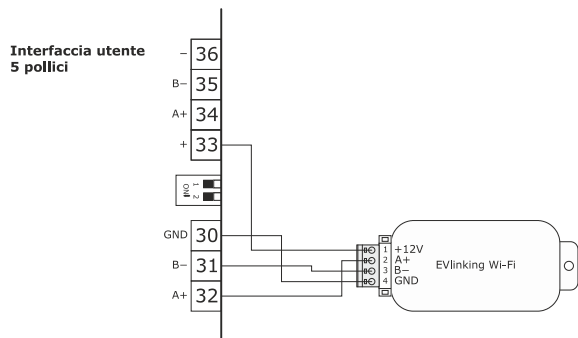 Interfaccia utente
5 pollici
− 36
B− 35
A+ 34
+ 33
ON
1
2
GND 30
B− 31
A+ 32
1 +12V
2 A+
3 B−
4 GND
EVlinking Wi-Fi